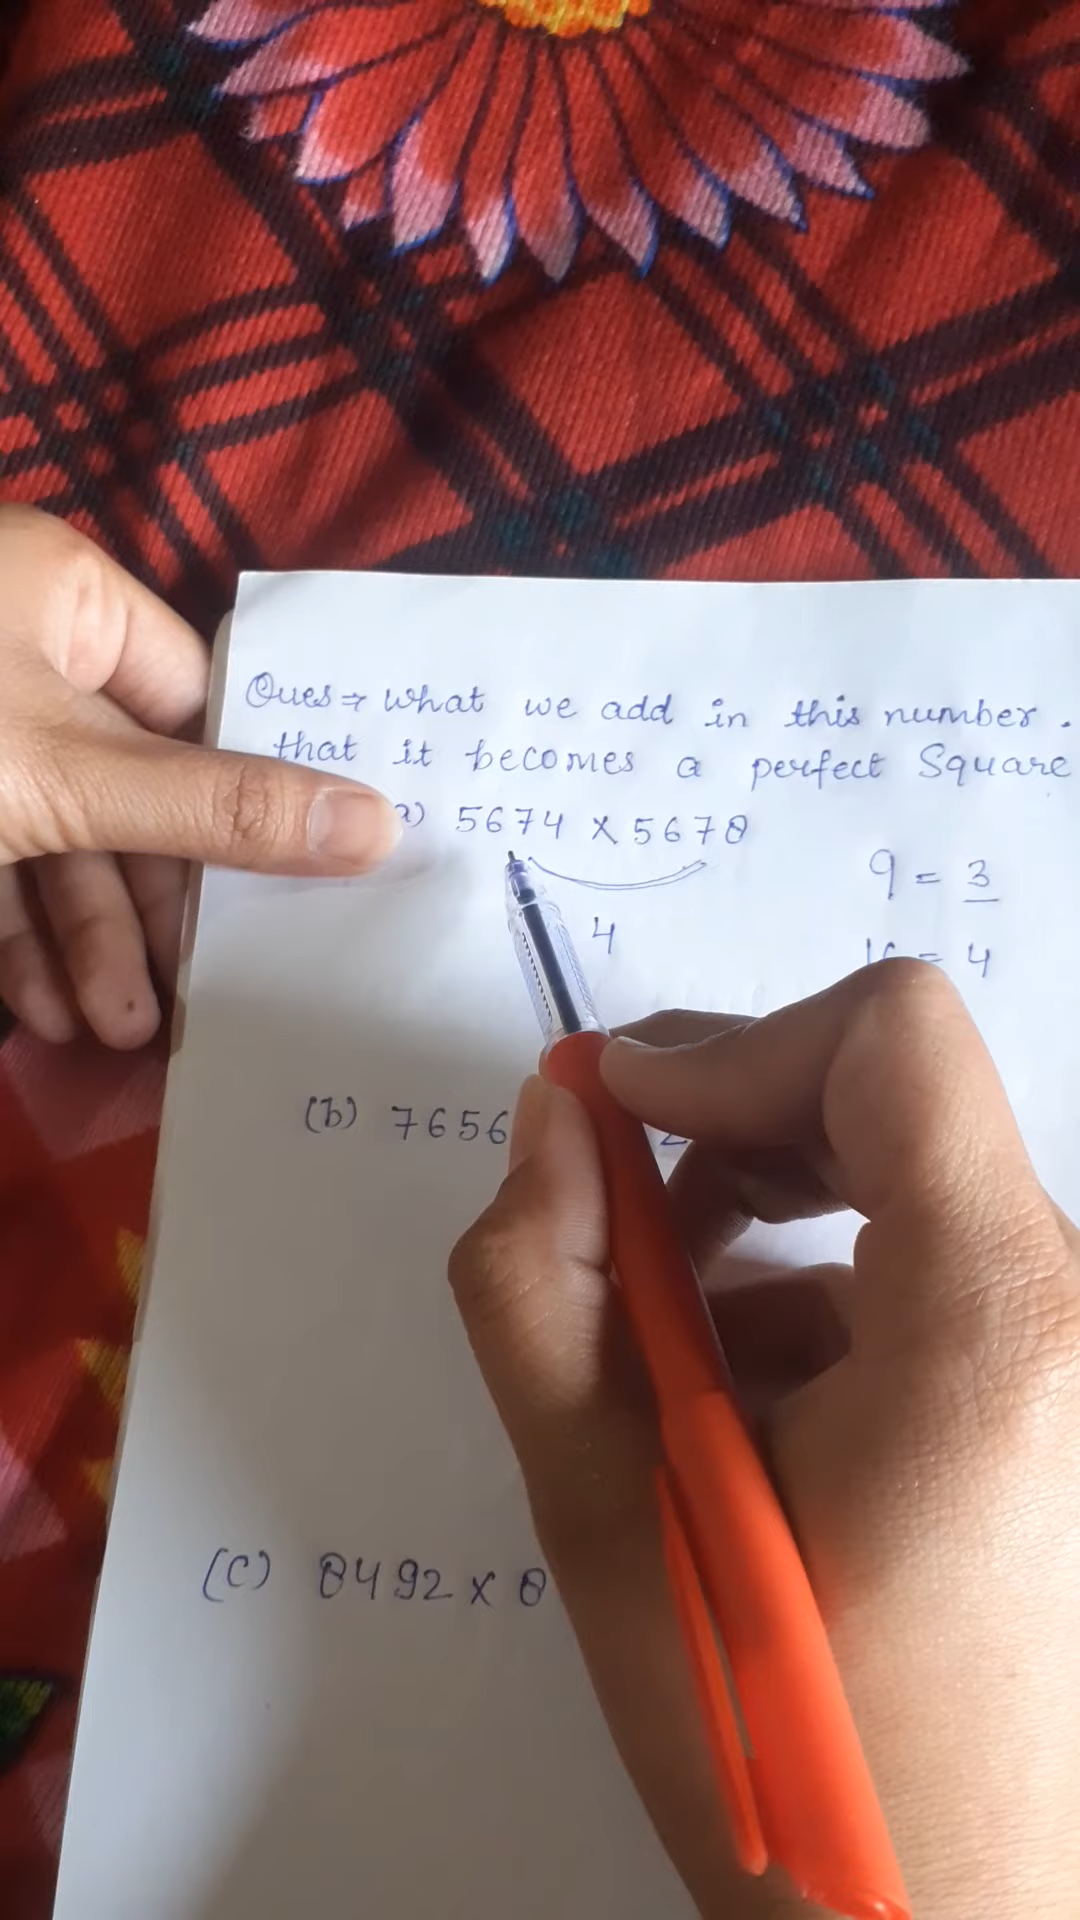 Ques → what we add in this number.
that it becomes a perfect Square
a) 5674 × 5678
9 = 3
4
= 4
(b) 7656
(C) 8492 × 8